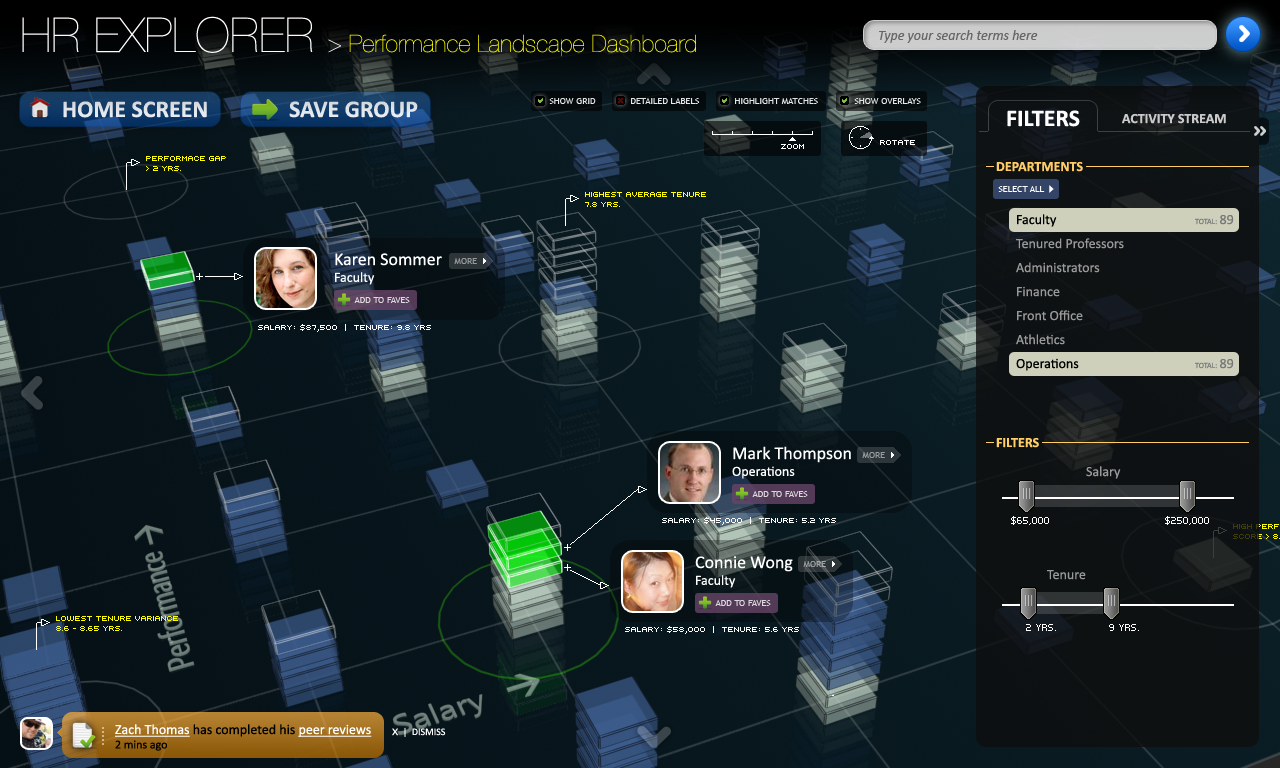 HR EXPLORER > Performance Landscape Dashboard
Type your search terms here
HOME SCREEN
SAVE GROUP
SHOW GRID
DETAILED LABELS
HIGHLIGHT MATCHES
SHOW OVERLAYS
ZOOM
ROTATE
PERFORMACE GAP
> 2 YRS.
HIGHEST AVERAGE TENURE
7.8 YRS.
Karen Sommer MORE
Faculty
ADD TO FAVES
SALARY: $87,500 | TENURE: 9.8 YRS
Mark Thompson MORE
Operations
ADD TO FAVES
SALARY: $45,000 | TENURE: 5.2 YRS
Connie Wong MORE
Faculty
ADD TO FAVES
SALARY: $58,000 | TENURE: 5.6 YRS
LOWEST TENURE VARIANCE
8.6 - 8.65 YRS.
Performance
Salary
Zach Thomas has completed his peer reviews
2 mins ago
X | DISMISS
FILTERS
ACTIVITY STREAM
DEPARTMENTS
SELECT ALL
Faculty TOTAL: 89
Tenured Professors
Administrators
Finance
Front Office
Athletics
Operations TOTAL: 89
FILTERS
Salary
$65,000 $250,000
HIGH PERF
SCORE > 8.
Tenure
2 YRS. 9 YRS.